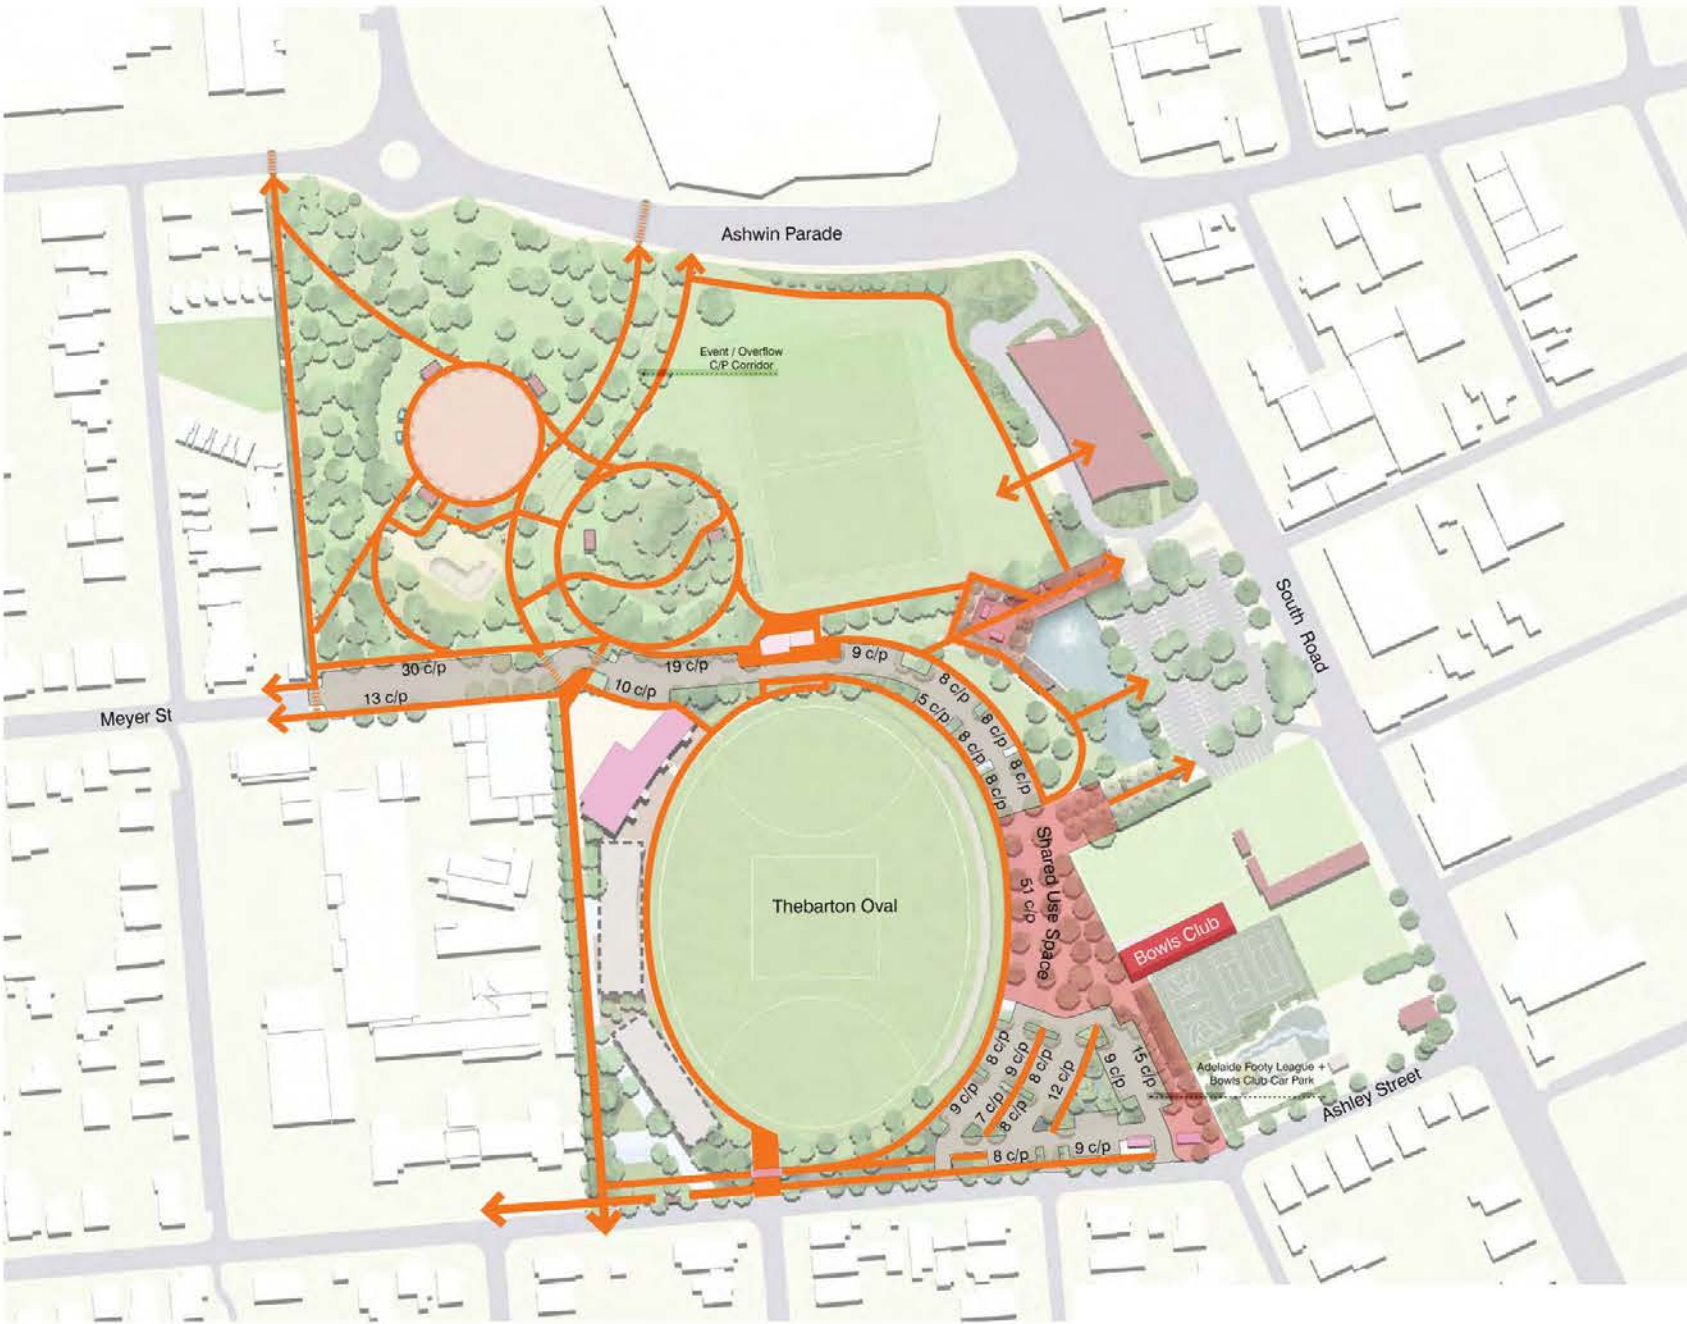 Ashwin Parade
Event / Overflow
C/P Corridor
South Road
30 c/p
19 c/p
9 c/p
13 c/p
10 c/p
8 c/p
5 c/p
8 c/p
8 c/p
8 c/p
8 c/p
Meyer St
Shared Use Space
51 c/p
Thebarton Oval
Bowls Club
8 c/p
9 c/p
8 c/p
9 c/p
15 c/p
9 c/p
7 c/p
8 c/p
12 c/p
Adelaide Footy League +
Bowls Club Car Park
Ashley Street
8 c/p
9 c/p